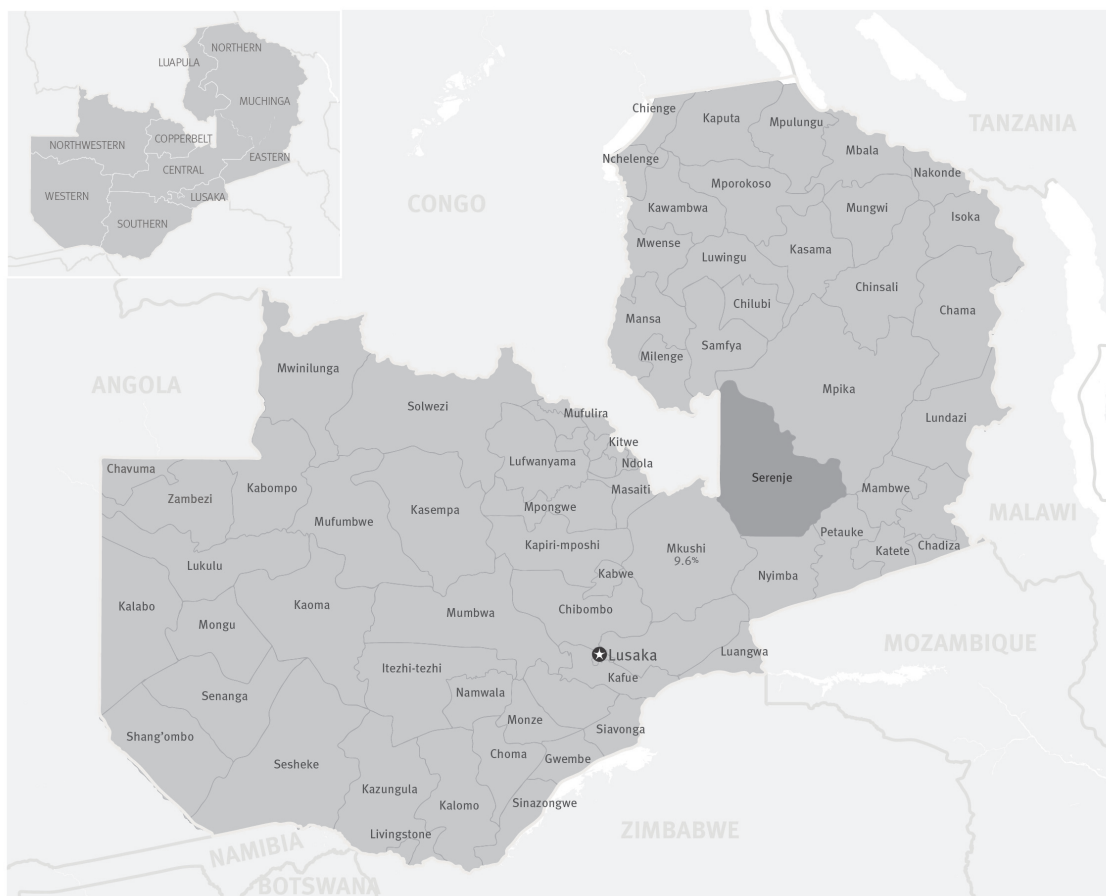 NORTHERN
LUAPULA
MUCHINGA
COPPERBELT
NORTHWESTERN
EASTERN
CENTRAL
WESTERN
LUSAKA
SOUTHERN
TANZANIA
CONGO
ANGOLA
MALAWI
MOZAMBIQUE
ZIMBABWE
NAMIBIA
BOTSWANA
Chienge
Kaputa
Mpulungu
Mbala
Nchelenge
Nakonde
Mporokoso
Kawambwa
Mungwi
Isoka
Mwense
Kasama
Luwingu
Chinsali
Chilubi
Chama
Mansa
Samfya
Milenge
Mwinilunga
Mpika
Solwezi
Mufulira
Lundazi
Kitwe
Lufwanyama
Ndola
Chavuma
Serenje
Kabompo
Masaiti
Mambwe
Zambezi
Mpongwe
Kasempa
Mufumbwe
Petauke
Kapiri-mposhi
Mkushi
9.6%
Katete
Chadiza
Lukulu
Kabwe
Nyimba
Kalabo
Kaoma
Mumbwa
Chibombo
Mongu
Lusaka
Luangwa
Itezhi-tezhi
Kafue
Senanga
Namwala
Monze
Siavonga
Shang'ombo
Choma
Gwembe
Sesheke
Kazungula
Kalomo
Sinazongwe
Livingstone